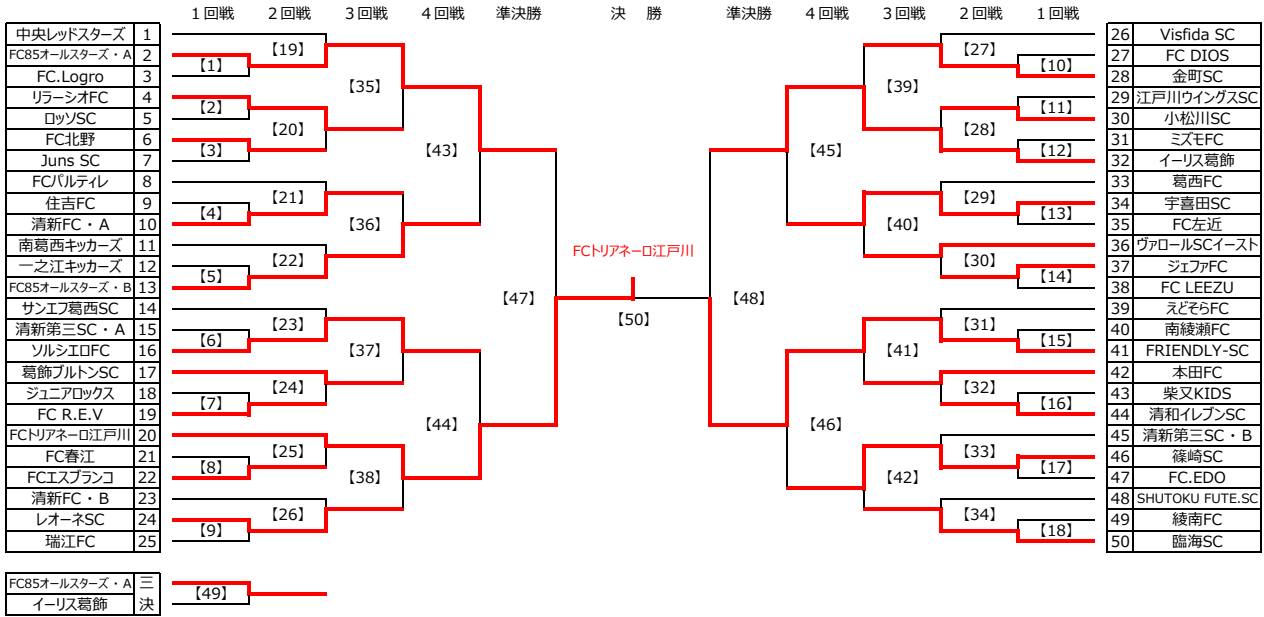 1回戦 2回戦 3回戦 4回戦 準決勝 決 勝 準決勝 4回戦 3回戦 2回戦 1回戦
中央レッドスターズ 1
FC85オールスターズ・A 2
FC.Logro 3
リラーシオFC 4
ロッソSC 5
FC北野 6
Juns SC 7
FCパルティレ 8
住吉FC 9
清新FC・A 10
南葛西キッカーズ 11
一之江キッカーズ 12
FC85オールスターズ・B 13
サンエフ葛西SC 14
清新第三SC・A 15
ソルシエロFC 16
葛飾ブルトンSC 17
ジュニアロックス 18
FC R.E.V 19
FCトリアネーロ江戸川 20
FC春江 21
FCエスブランコ 22
清新FC・B 23
レオーネSC 24
瑞江FC 25
【1】
【2】
【3】
【4】
【5】
【6】
【7】
【8】
【9】
【19】
【20】
【21】
【22】
【23】
【24】
【25】
【26】
【35】
【36】
【37】
【38】
【43】
【44】
【47】
FCトリアネーロ江戸川
【50】
【48】
【45】
【46】
【39】
【40】
【41】
【42】
【27】
【28】
【29】
【30】
【31】
【32】
【33】
【34】
【10】
【11】
【12】
【13】
【14】
【15】
【16】
【17】
【18】
26 Visfida SC
27 FC DIOS
28 金町SC
29 江戸川ウイングスSC
30 小松川SC
31 ミズモFC
32 イーリス葛飾
33 葛西FC
34 宇喜田SC
35 FC左近
36 ヴァロールSCイースト
37 ジェファFC
38 FC LEEZU
39 えどそらFC
40 南綾瀬FC
41 FRIENDLY-SC
42 本田FC
43 柴又KIDS
44 清和イレブンSC
45 清新第三SC・B
46 篠崎SC
47 FC.EDO
48 SHUTOKU FUTE.SC
49 綾南FC
50 臨海SC
FC85オールスターズ・A 三
イーリス葛飾 決
【49】